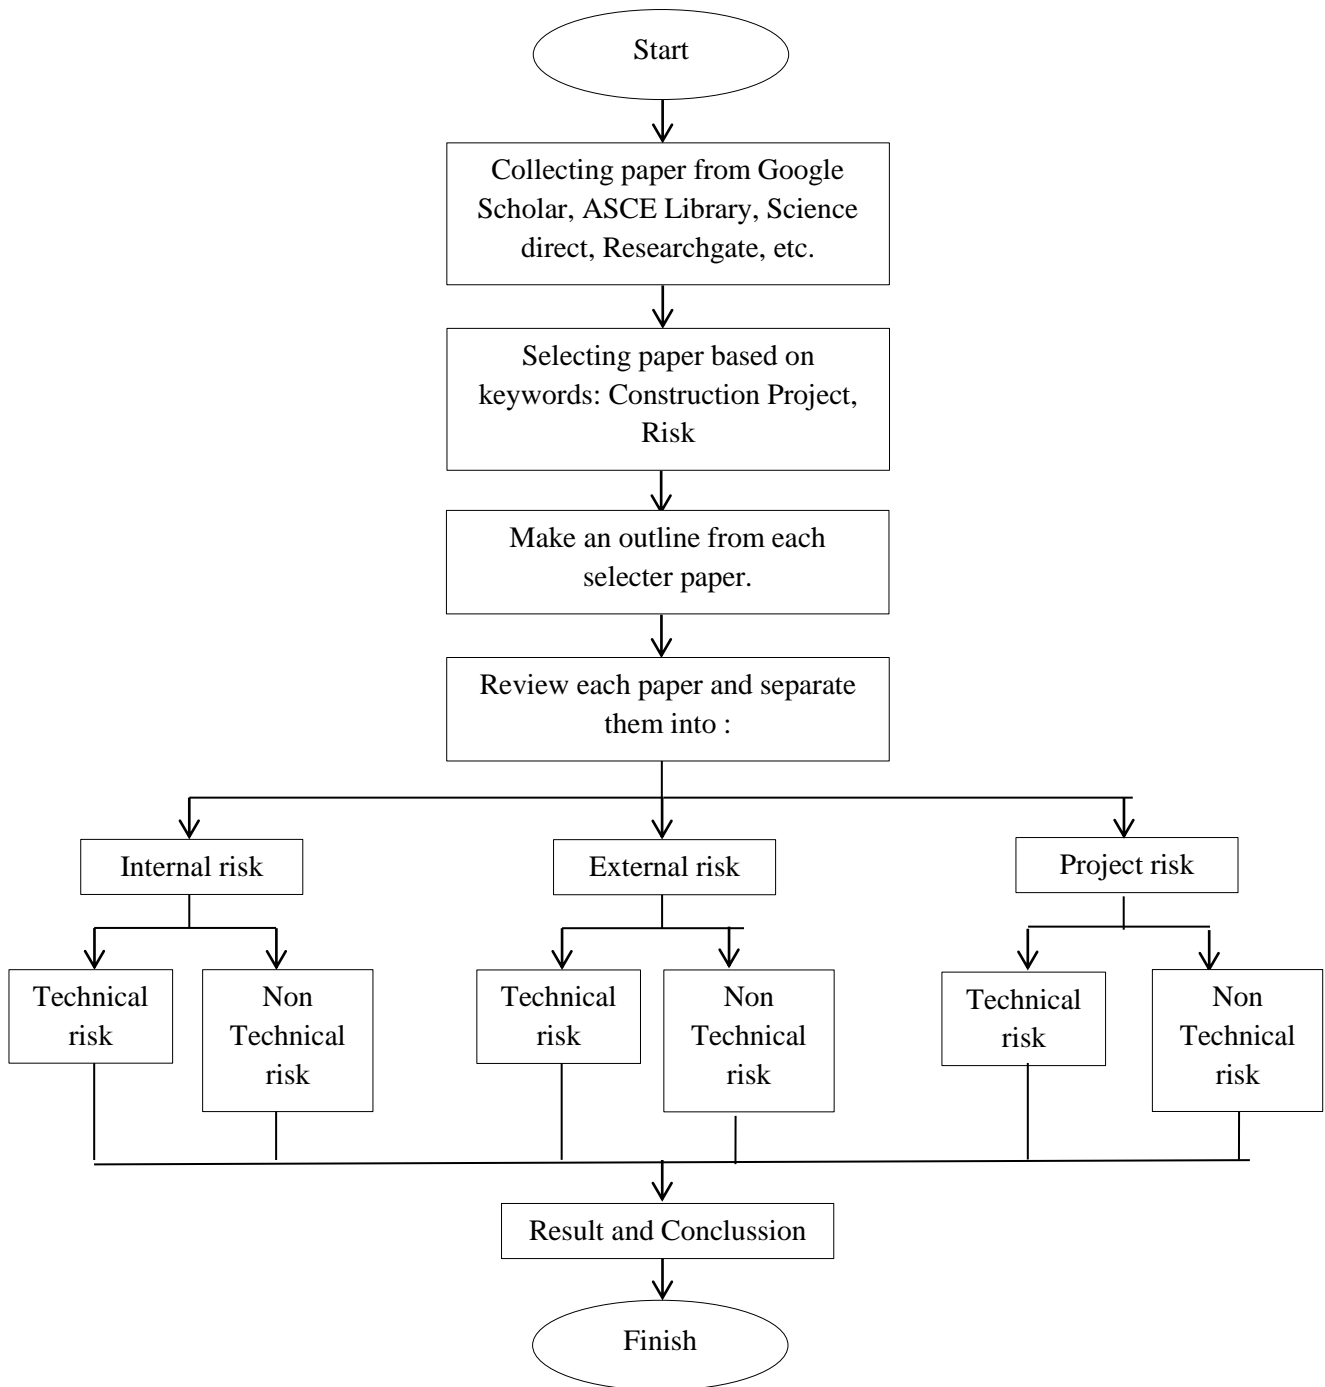 Start
Collecting paper from Google
Scholar, ASCE Library, Science
direct, Researchgate, etc.
Selecting paper based on
keywords: Construction Project,
Risk
Make an outline from each
selecter paper.
Review each paper and separate
them into :
Internal risk
External risk
Project risk
Technical
risk
Non
Technical
risk
Technical
risk
Non
Technical
risk
Technical
risk
Non
Technical
risk
Result and Conclussion
Finish